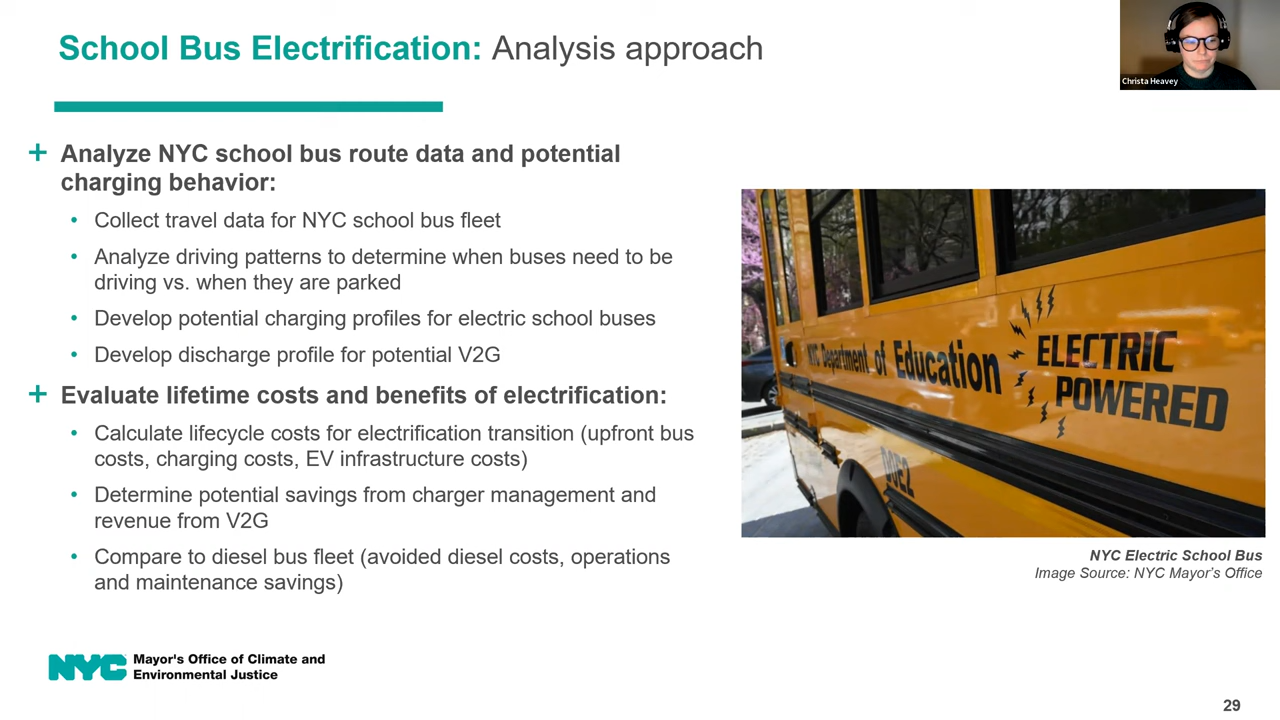 School Bus Electrification: Analysis approach
Christa Heavey
+ Analyze NYC school bus route data and potential
charging behavior:
• Collect travel data for NYC school bus fleet
• Analyze driving patterns to determine when buses need to be
driving vs. when they are parked
• Develop potential charging profiles for electric school buses
• Develop discharge profile for potential V2G
+ Evaluate lifetime costs and benefits of electrification:
• Calculate lifecycle costs for electrification transition (upfront bus
costs, charging costs, EV infrastructure costs)
• Determine potential savings from charger management and
revenue from V2G
• Compare to diesel bus fleet (avoided diesel costs, operations
and maintenance savings)
NYC Department of Education
ELECTRIC
POWERED
DOE2
NYC Electric School Bus
Image Source: NYC Mayor's Office
NYC
Mayor's Office of Climate and
Environmental Justice
29